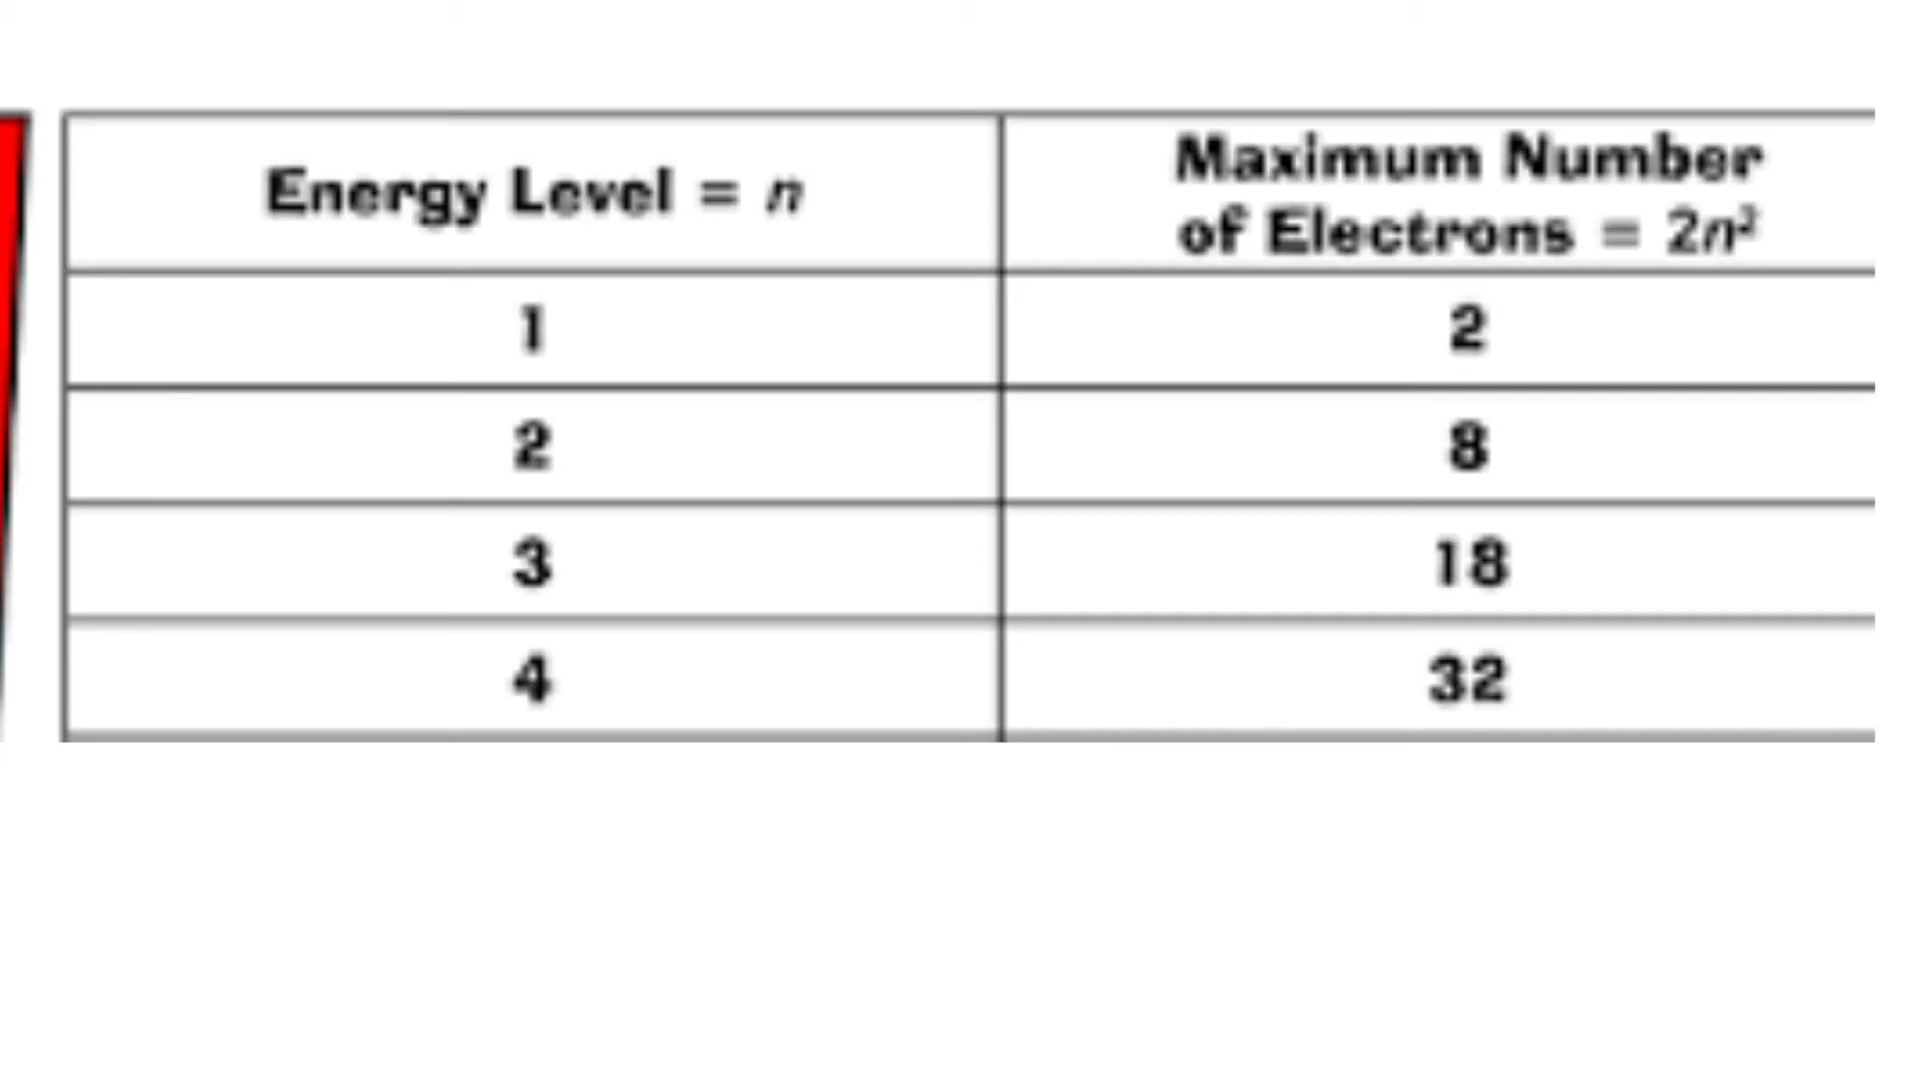 Energy Level = n
Maximum Number
of Electrons = 2n²
1
2
2
8
3
18
4
32